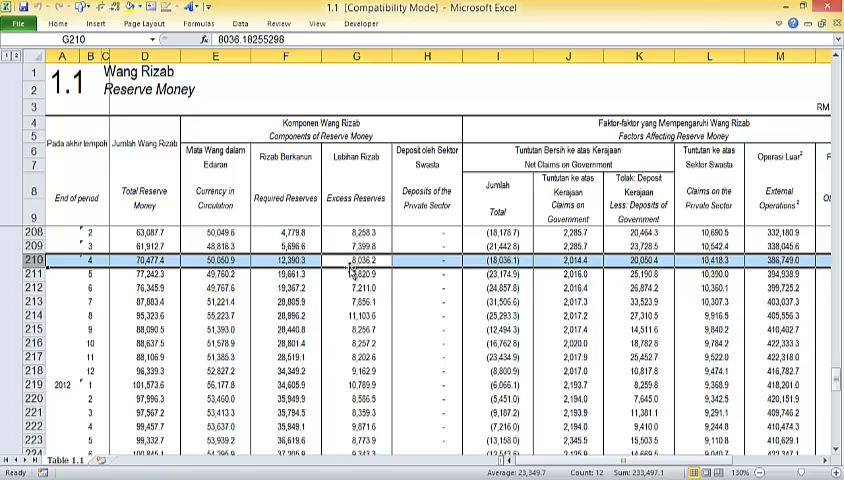 1.1 [Compatibility Mode] - Microsoft Excel
File Home Insert Page Layout Formulas Data Review View Developer
G210 fx 8036.18255298
A B C D E F G H I J K L M
1.1 Wang Rizab
Reserve Money
RM
Komponen Wang Rizab Faktor-faktor yang Mempengaruhi Wang Rizab
Components of Reserve Money Factors Affecting Reserve Money
Pada akhir tempoh
End of period
Jumlah Wang Rizab
Total Reserve
Money
Mata Wang dalam
Edaran
Currency in
Circulation
Rizab Berkanun
Required Reserves
Lebihan Rizab
Excess Reserves
Deposit oleh Sektor
Swasta
Deposits of the
Private Sector
Tuntutan Bersih ke atas Kerajaan
Net Claims on Government
Jumlah
Total
Tuntutan ke atas
Kerajaan
Claims on
Government
Tolak: Deposit
Kerajaan
Less: Deposits of
Government
Tuntutan ke atas
Sektor Swasta
Claims on the
Private Sector
Operasi Luar²
External
Operations ²
208 2 63,087.7 50,049.6 4,779.8 8,258.3 - (18,178.7) 2,285.7 20,464.3 10,690.5 332,180.9
209 3 61,912.7 48,816.3 5,696.6 7,399.8 - (21,442.8) 2,285.7 23,728.5 10,542.4 338,045.6
210 4 70,477.4 50,050.9 12,390.3 8,036.2 - (18,036.1) 2,014.4 20,050.4 10,418.3 386,749.0
211 5 77,242.3 49,760.2 19,661.3 7,820.9 - (23,174.9) 2,016.0 25,190.8 10,390.0 394,938.9
212 6 76,345.9 49,767.6 19,367.2 7,211.0 - (24,857.8) 2,016.4 26,874.2 10,360.1 399,725.2
213 7 87,883.4 51,221.4 28,805.9 7,856.1 - (31,506.6) 2,017.3 33,523.9 10,307.3 403,037.3
214 8 95,323.6 55,223.7 28,996.2 11,103.6 - (25,293.3) 2,017.2 27,310.5 9,916.6 405,556.3
215 9 88,090.5 51,393.0 28,440.8 8,256.7 - (12,494.3) 2,017.4 14,511.6 9,840.2 410,402.7
216 10 88,637.5 51,578.9 28,801.4 8,257.2 - (16,762.8) 2,020.0 18,782.8 9,784.2 422,333.3
217 11 88,106.9 51,385.3 28,519.1 8,202.6 - (23,434.9) 2,017.9 25,452.7 9,522.0 422,318.0
218 12 96,339.3 52,827.2 34,349.2 9,162.9 - (8,800.9) 2,017.0 10,817.8 9,474.1 416,782.7
219 2012 1 101,573.6 56,177.8 34,605.9 10,789.9 - (6,066.1) 2,193.7 8,259.8 9,368.9 418,201.0
220 2 97,996.3 53,460.0 35,949.8 8,586.5 - (5,451.0) 2,194.0 7,645.0 9,352.5 420,151.9
221 3 97,567.2 53,413.3 35,794.5 8,359.3 - (9,187.2) 2,193.9 11,381.1 9,291.1 409,746.2
222 4 99,457.7 53,637.0 35,949.1 9,871.6 - (7,216.0) 2,194.0 9,410.0 9,244.8 410,474.3
223 5 99,332.7 53,939.2 36,619.6 8,773.9 - (13,158.0) 2,345.5 15,503.5 9,110.8 410,629.1
224 6
Table 1.1
Ready Average: 23,349.7 Count: 12 Sum: 233,497.1 130%